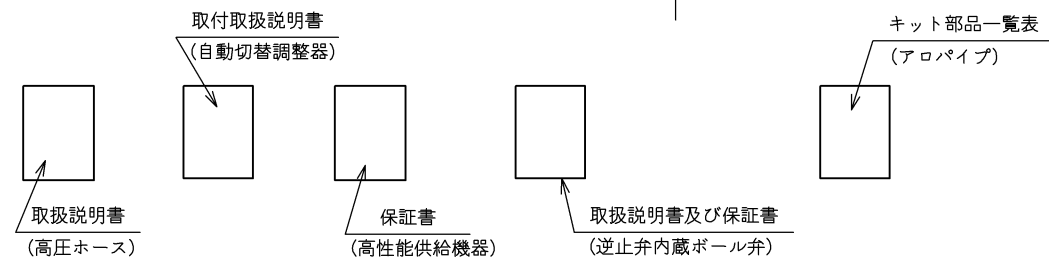 取付取扱説明書
(自動切替調整器)
キット部品一覧表
(アロパイプ)
取扱説明書
(高圧ホース)
保証書
(高性能供給機器)
取扱説明書及び保証書
(逆止弁内蔵ボール弁)